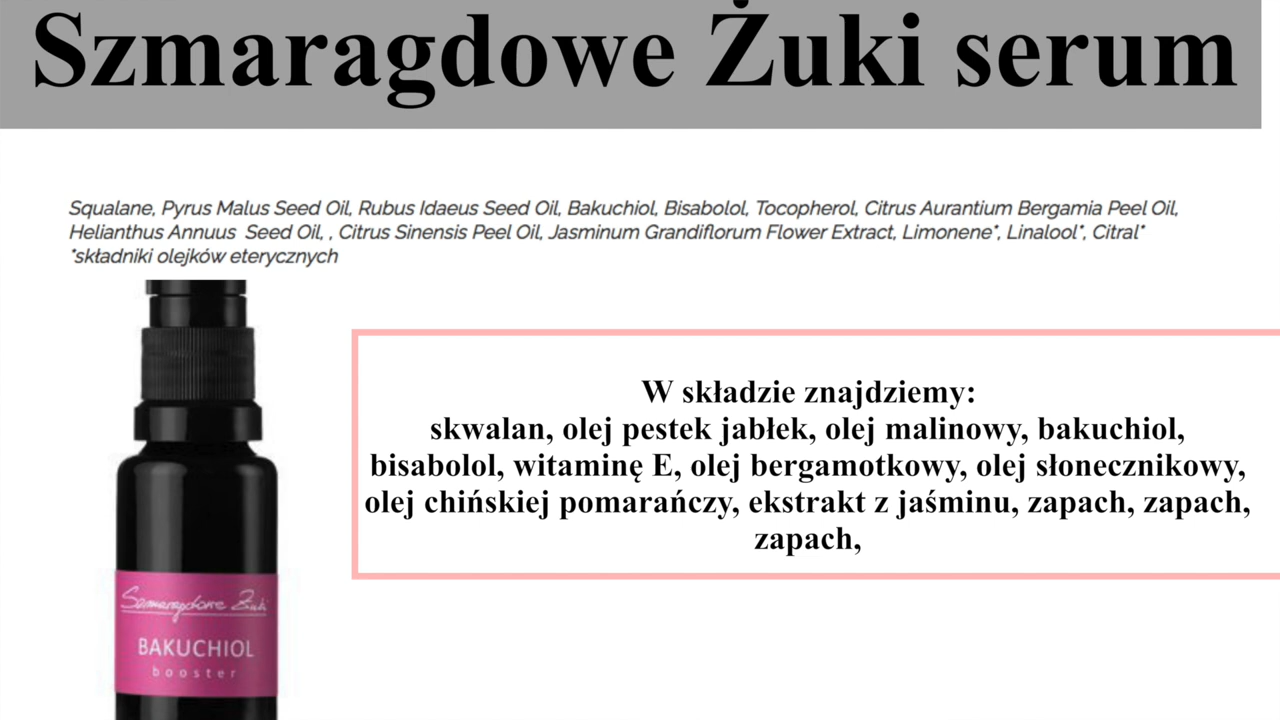 Szmaragdowe Żuki serum
Squalane, Pyrus Malus Seed Oil, Rubus Idaeus Seed Oil, Bakuchiol, Bisabolol, Tocopherol, Citrus Aurantium Bergamia Peel Oil,
Helianthus Annuus Seed Oil, , Citrus Sinensis Peel Oil, Jasminum Grandiflorum Flower Extract, Limonene*, Linalool*, Citral*
*składniki olejków eterycznych
W składzie znajdziemy:
skwalan, olej pestek jabłek, olej malinowy, bakuchiol,
bisabolol, witaminę E, olej bergamotkowy, olej słonecznikowy,
olej chińskiej pomarańczy, ekstrakt z jaśminu, zapach, zapach,
zapach,
Szmaragdowe Żuki
BAKUCHIOL
booster